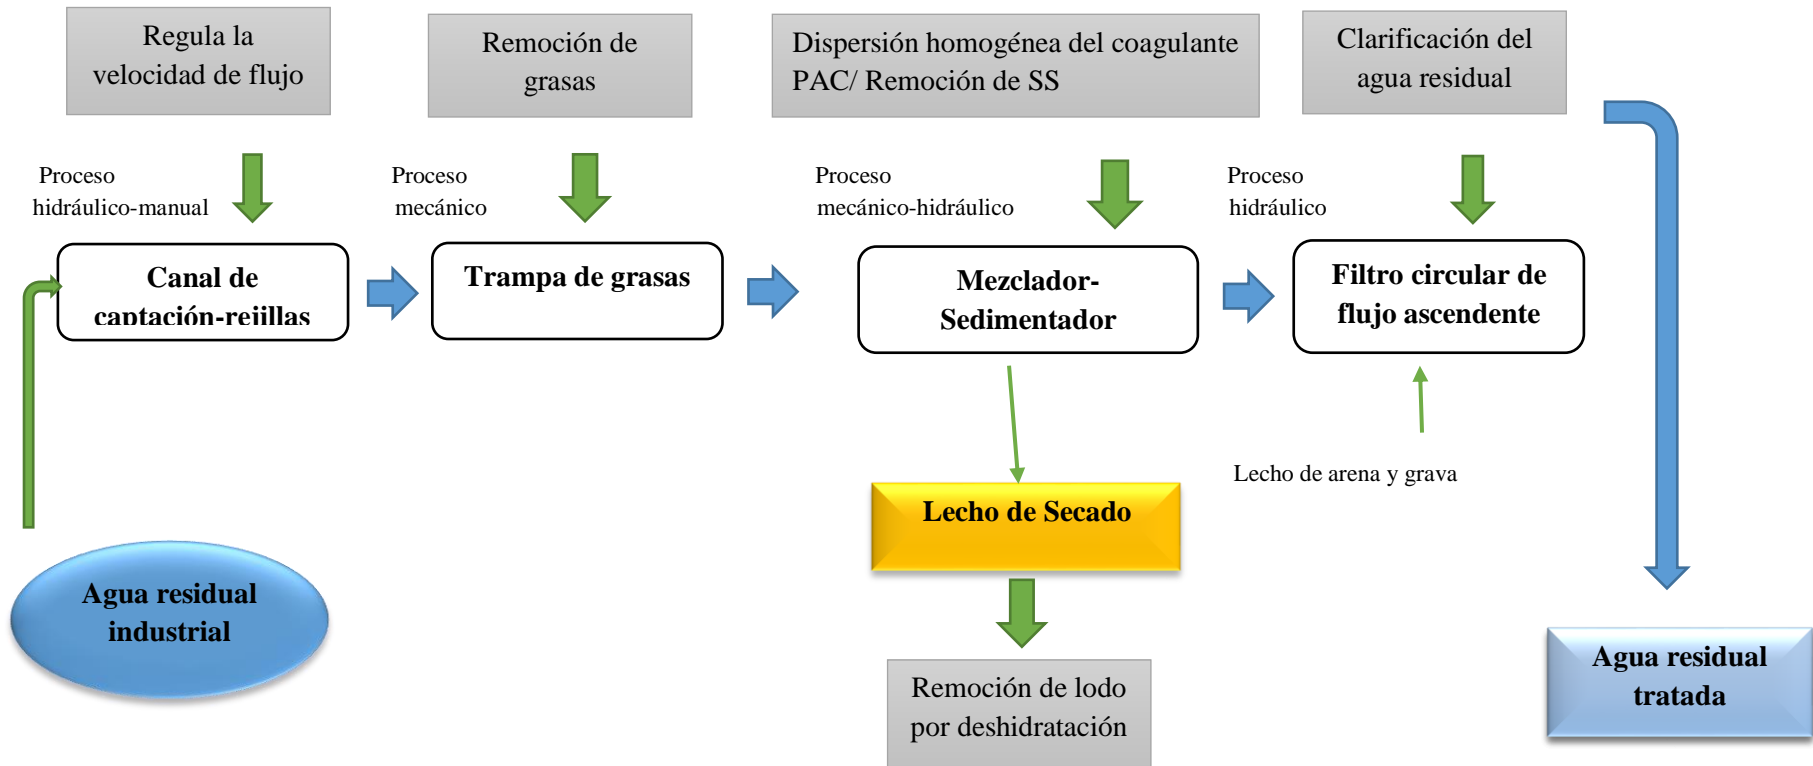 Regula la
velocidad de flujo
Remoción de
grasas
Dispersión homogénea del coagulante
PAC/ Remoción de SS
Clarificación del
agua residual
Proceso
hidráulico-manual
Proceso
mecánico
Proceso
mecánico-hidráulico
Proceso
hidráulico
Canal de
captación-rejillas
Trampa de grasas
Mezclador-
Sedimentador
Filtro circular de
flujo ascendente
Lecho de arena y grava
Lecho de Secado
Agua residual
industrial
Remoción de lodo
por deshidratación
Agua residual
tratada